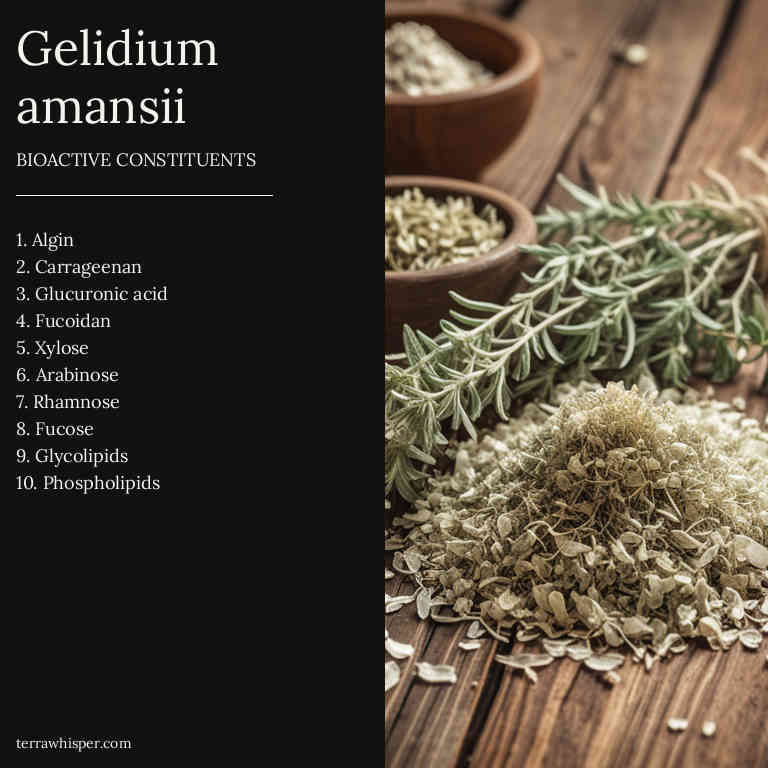 Gelidium
amansii
BIOACTIVE CONSTITUENTS
1. Algin
2. Carrageenan
3. Glucuronic acid
4. Fucoidan
5. Xylose
6. Arabinose
7. Rhamnose
8. Fucose
9. Glycolipids
10. Phospholipids
terrawhisper.com